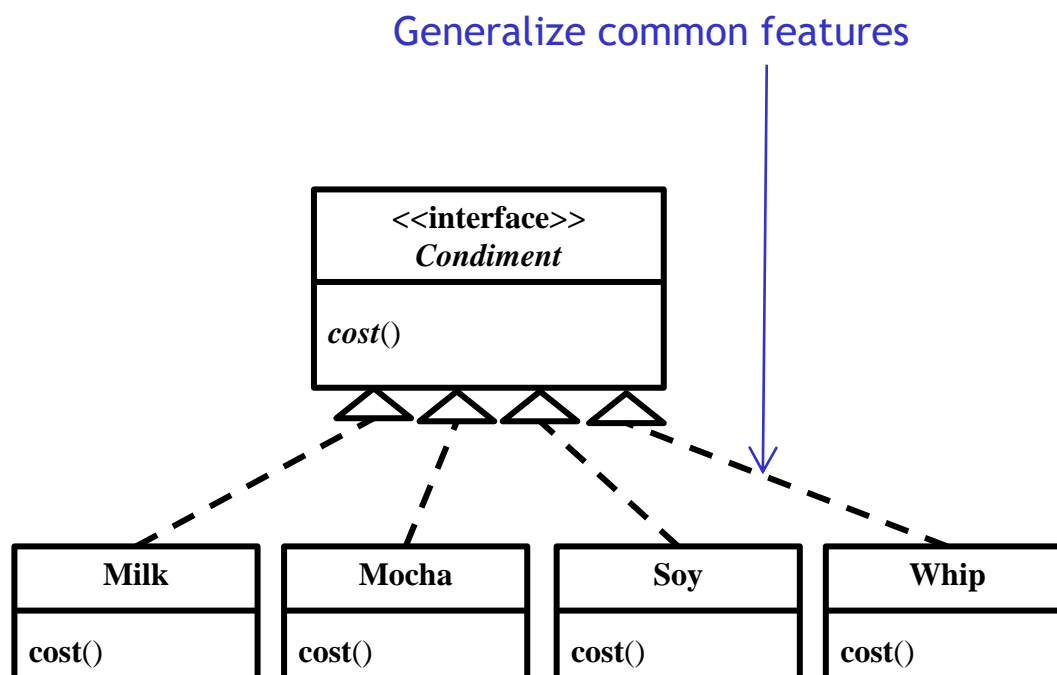 Generalize common features
<<interface>>
Condiment
cost()
Milk
Mocha
Soy
Whip
cost()
cost()
cost()
cost()